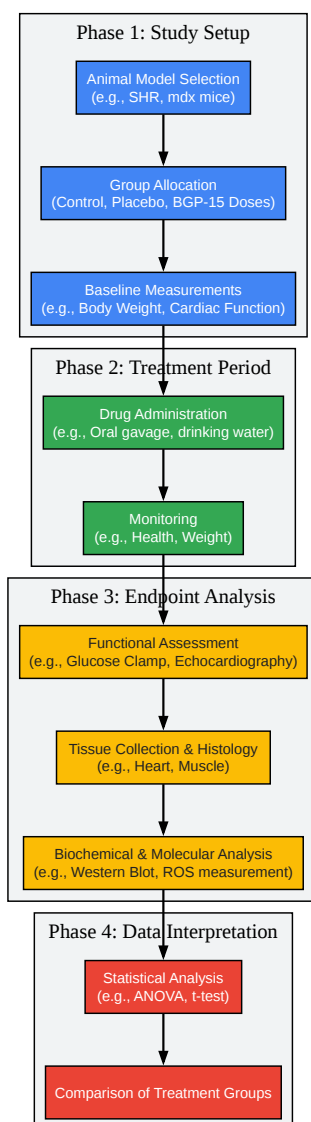 Phase 1: Study Setup
Animal Model Selection
(e.g., SHR, mdx mice)
Group Allocation
(Control, Placebo, BGP-15 Doses)
Baseline Measurements
(e.g., Body Weight, Cardiac Function)
Phase 2: Treatment Period
Drug Administration
(e.g., Oral gavage, drinking water)
Monitoring
(e.g., Health, Weight)
Phase 3: Endpoint Analysis
Functional Assessment
(e.g., Glucose Clamp, Echocardiography)
Tissue Collection & Histology
(e.g., Heart, Muscle)
Biochemical & Molecular Analysis
(e.g., Western Blot, ROS measurement)
Phase 4: Data Interpretation
Statistical Analysis
(e.g., ANOVA, t-test)
Comparison of Treatment Groups